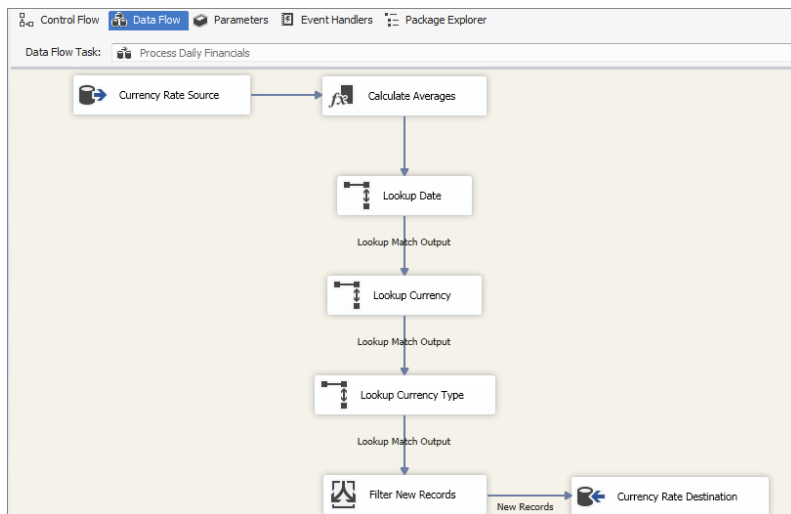 Control Flow Data Flow Parameters Event Handlers Package Explorer
Data Flow Task: Process Daily Financials
Currency Rate Source
Calculate Averages
Lookup Date
Lookup Match Output
Lookup Currency
Lookup Match Output
Lookup Currency Type
Lookup Match Output
Filter New Records
New Records
Currency Rate Destination